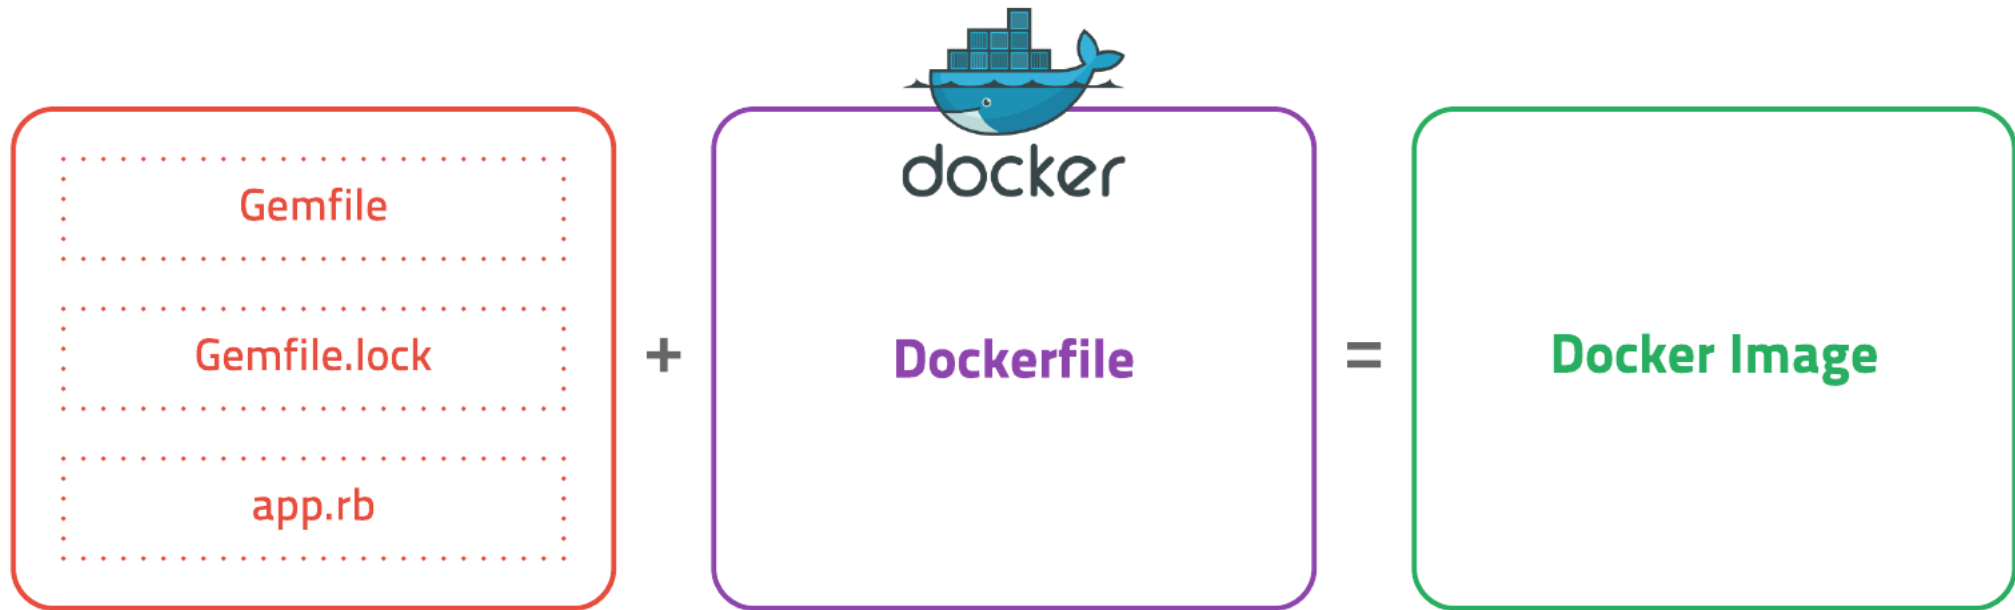 docker
Gemfile
Gemfile.lock
app.rb
+
Dockerfile
=
Docker Image